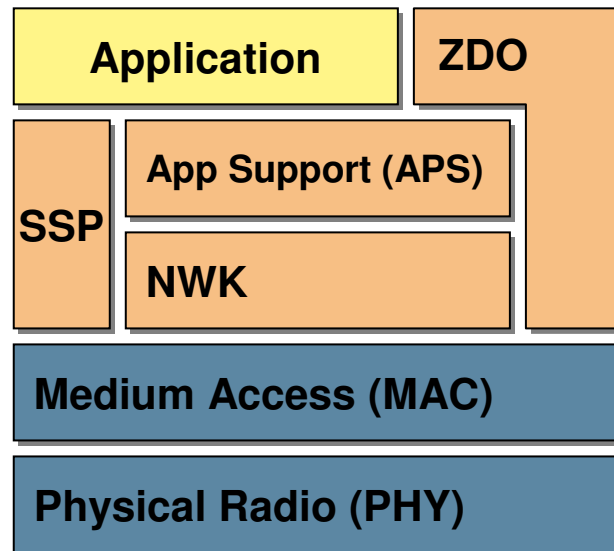 Application
ZDO
App Support (APS)
SSP
NWK
Medium Access (MAC)
Physical Radio (PHY)